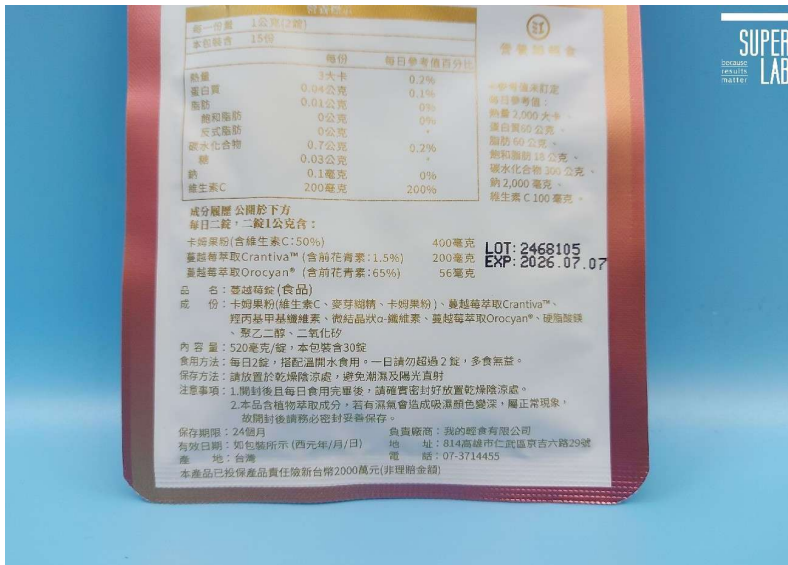 營養標示
每一份量 1公克(2錠)
本包裝含 15份
每份 每日參考值百分比
熱量 3大卡 0.2%
蛋白質 0.04公克 0.1%
脂肪 0.01公克 0%
飽和脂肪 0公克 0%
反式脂肪 0公克 *
碳水化合物 0.7公克 0.2%
糖 0.03公克 *
鈉 0.1毫克 0%
維生素C 200毫克 200%
紅
營養師輕食
*參考值未訂定
每日參考值:
熱量 2,000 大卡、
蛋白質60 公克、
脂肪 60 公克、
飽和脂肪 18 公克、
碳水化合物 300 公克、
鈉 2,000 毫克、
維生素 C 100 毫克。
成分履歷 公開於下方
每日二錠,二錠1公克含:
卡姆果粉(含維生素C:50%) 400毫克
蔓越莓萃取Crantiva™ (含前花青素:1.5%) 200毫克
蔓越莓萃取Orocyan® (含前花青素:65%) 56毫克
LOT: 2468105
EXP: 2026.07.07
品 名:蔓越莓錠(食品)
成 份:卡姆果粉(維生素C、麥芽糊精、卡姆果粉)、蔓越莓萃取Crantiva™、
羥丙基甲基纖維素、微結晶狀α-纖維素、蔓越莓萃取Orocyan®、硬脂酸鎂
、聚乙二醇、二氧化矽
內 容 量:520毫克/錠,本包裝含30錠
食用方法:每日2錠,搭配溫開水食用。一日請勿超過2錠,多食無益。
保存方法:請放置於乾燥陰涼處,避免潮濕及陽光直射
注意事項:1.開封後且每日食用完畢後,請確實密封好放置乾燥陰涼處。
2.本品含植物萃取成分,若有濕氣會造成吸濕顏色變深,屬正常現象,
故開封後請務必密封妥善保存。
保存期限:24個月 負責廠商:我的輕食有限公司
有效日期:如包裝所示 (西元年/月/日) 地 址:814高雄市仁武區京吉六路29號
產 地:台灣 電 話:07-3714455
本產品已投保產品責任險新台幣2000萬元(非理賠金額)
SUPER
because
results
matter
LAB